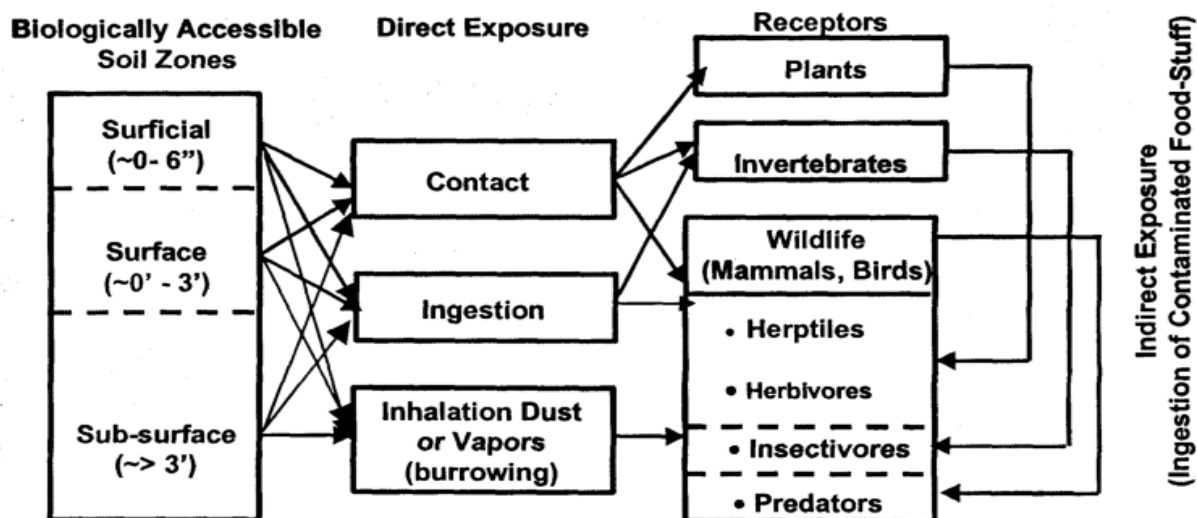 Biologically Accessible
Soil Zones
Surficial
(~0- 6”)
Surface
(~0’ - 3’)
Sub-surface
(~> 3’)
Direct Exposure
Contact
Ingestion
Inhalation Dust
or Vapors
(burrowing)
Receptors
Plants
Invertebrates
Wildlife
(Mammals, Birds)
• Herptiles
• Herbivores
• Insectivores
• Predators
Indirect Exposure
(Ingestion of Contaminated Food-Stuff)